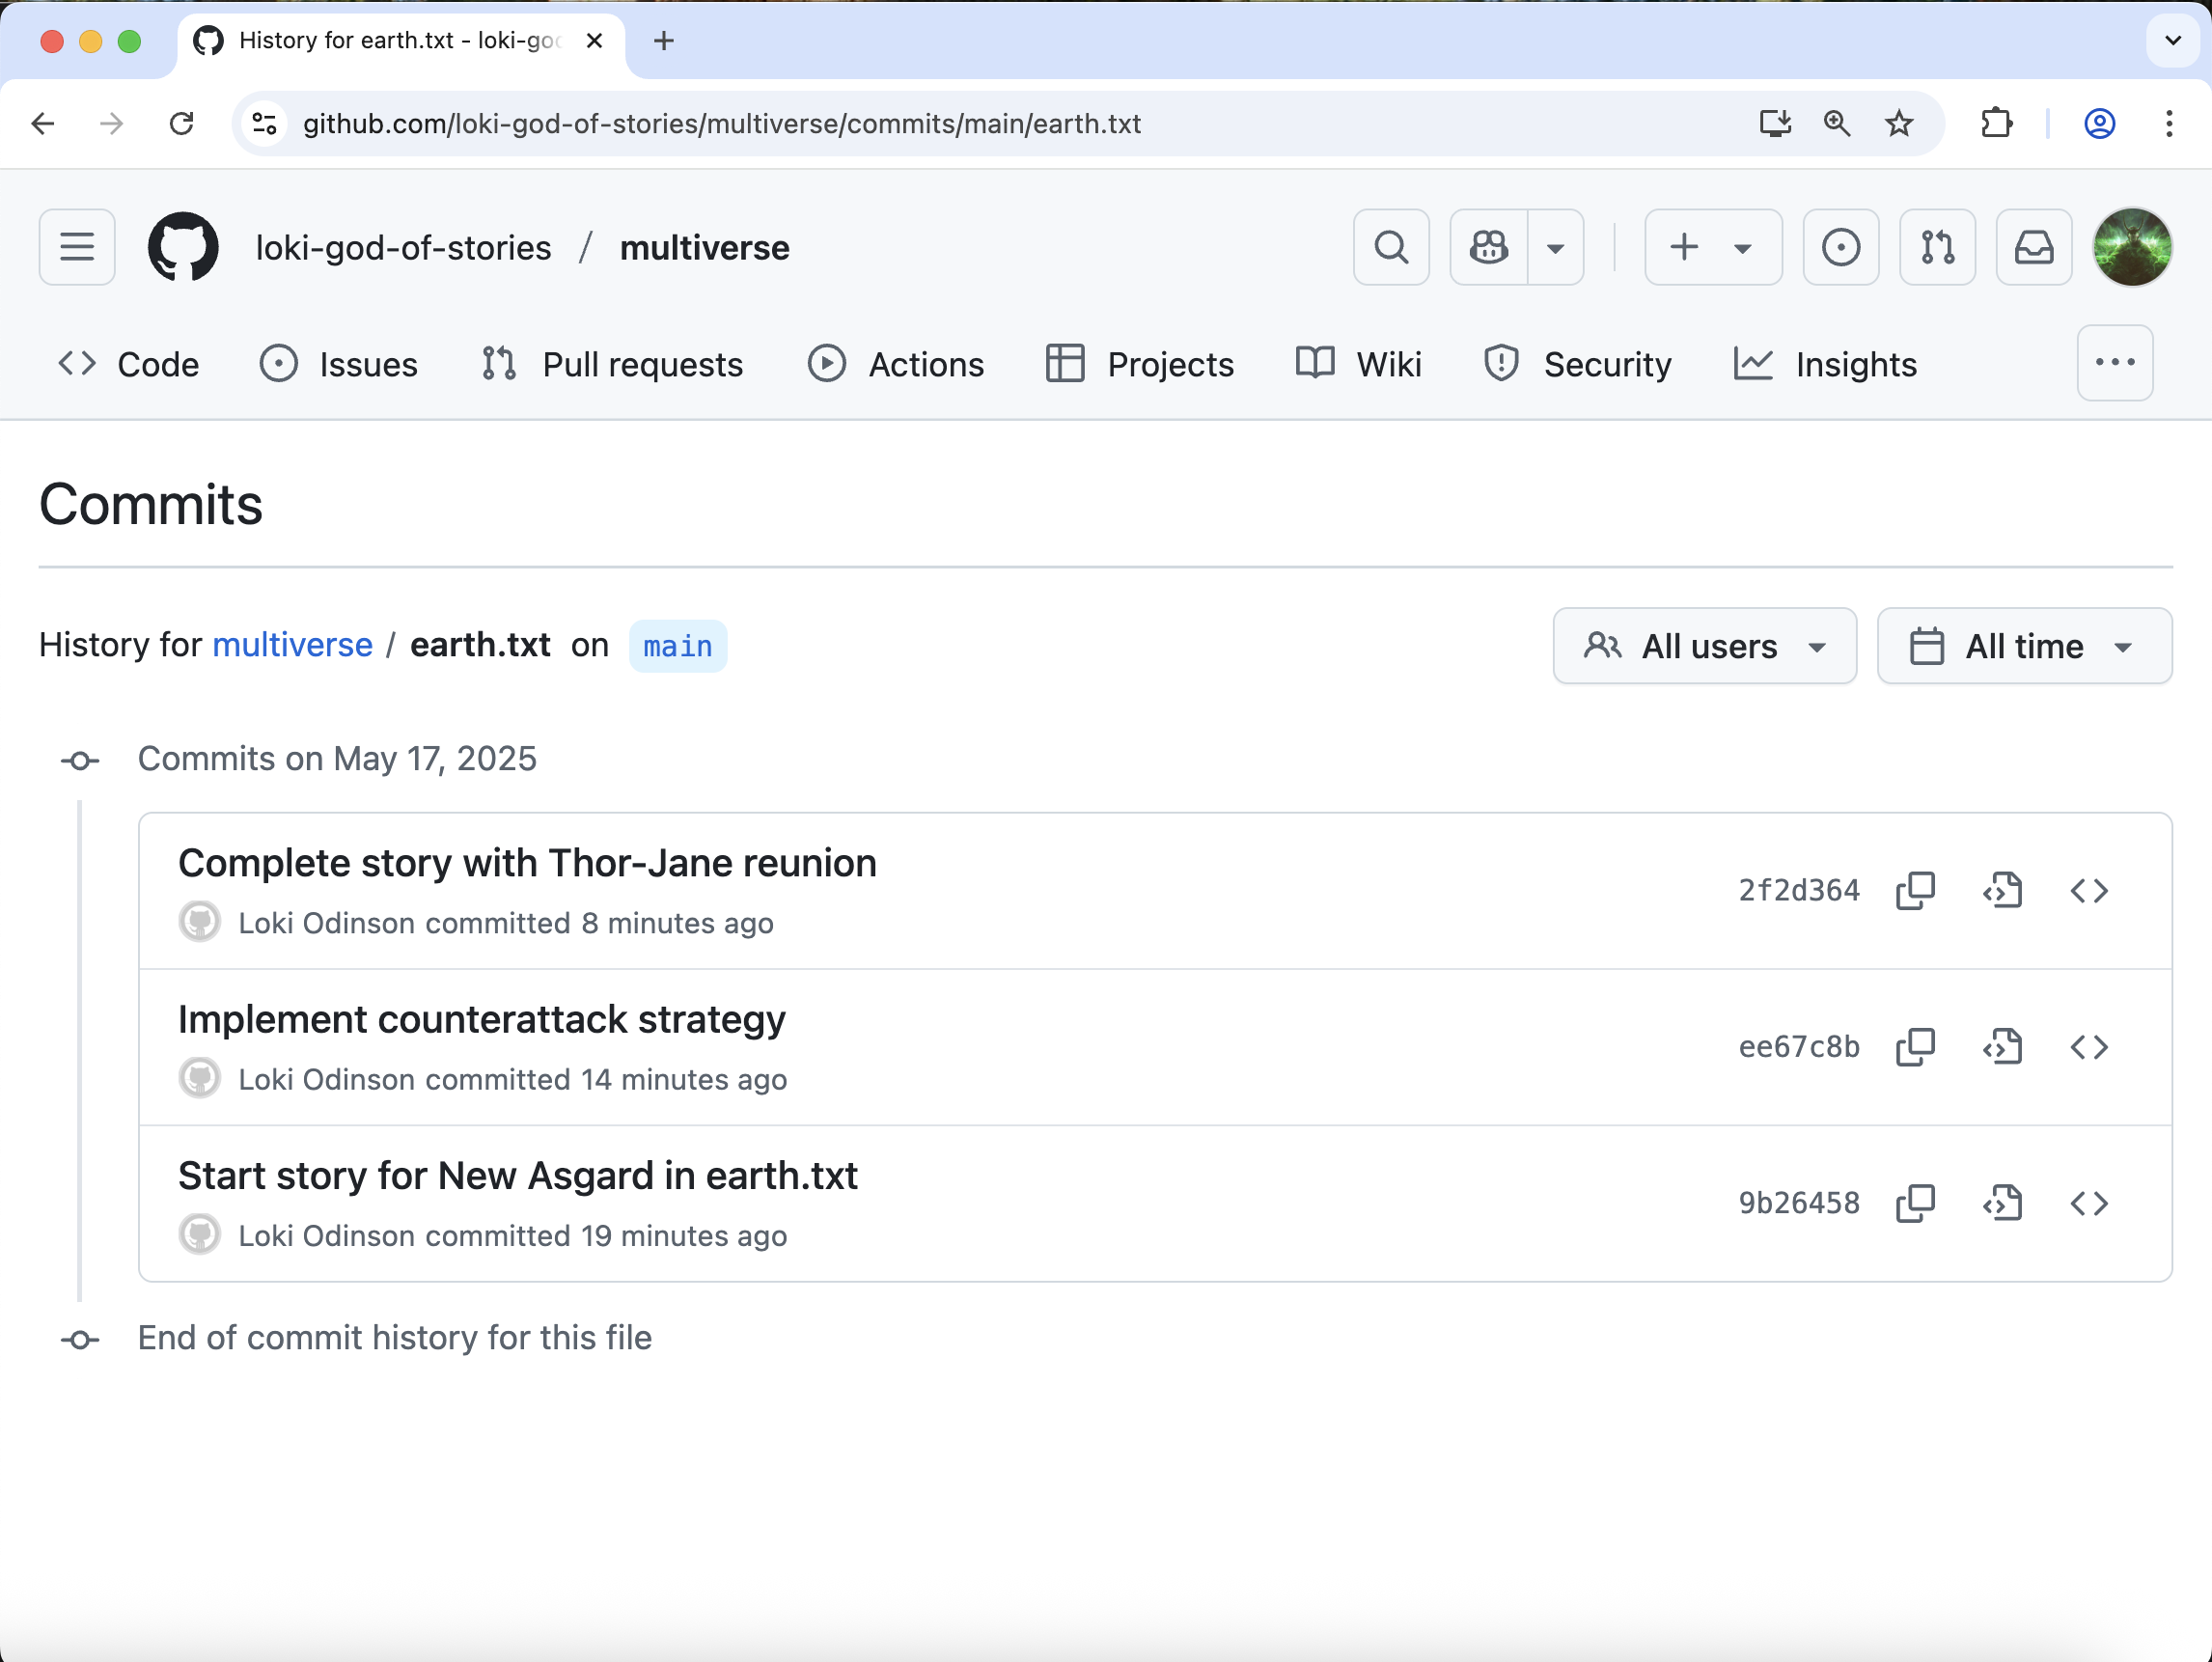 History for earth.txt - loki-god
github.com/loki-god-of-stories/multiverse/commits/main/earth.txt
loki-god-of-stories / multiverse
Code Issues Pull requests Actions Projects Wiki Security Insights
Commits
History for multiverse / earth.txt on main All users All time
Commits on May 17, 2025
Complete story with Thor-Jane reunion
2f2d364
Loki Odinson committed 8 minutes ago
Implement counterattack strategy
ee67c8b
Loki Odinson committed 14 minutes ago
Start story for New Asgard in earth.txt
9b26458
Loki Odinson committed 19 minutes ago
End of commit history for this file